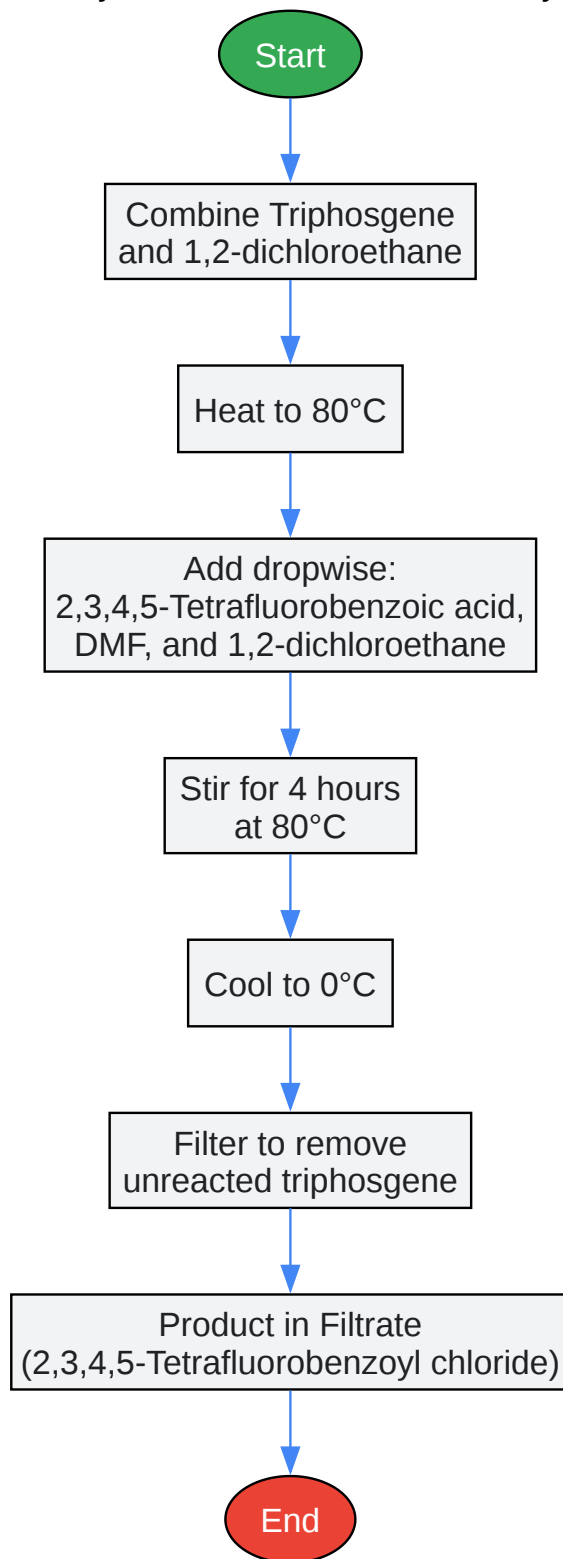 Start
Combine Triphosgene
and 1,2-dichloroethane
Heat to 80°C
Add dropwise:
2,3,4,5-Tetrafluorobenzoic acid,
DMF, and 1,2-dichloroethane
Stir for 4 hours
at 80°C
Cool to 0°C
Filter to remove
unreacted triphosgene
Product in Filtrate
(2,3,4,5-Tetrafluorobenzoyl chloride)
End